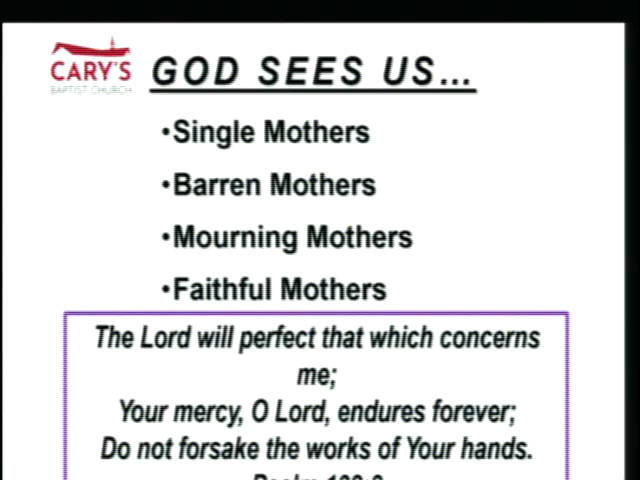 CARY'S
BAPTIST CHURCH
GOD SEES US...
•Single Mothers
•Barren Mothers
•Mourning Mothers
•Faithful Mothers
The Lord will perfect that which concerns
me;
Your mercy, O Lord, endures forever;
Do not forsake the works of Your hands.